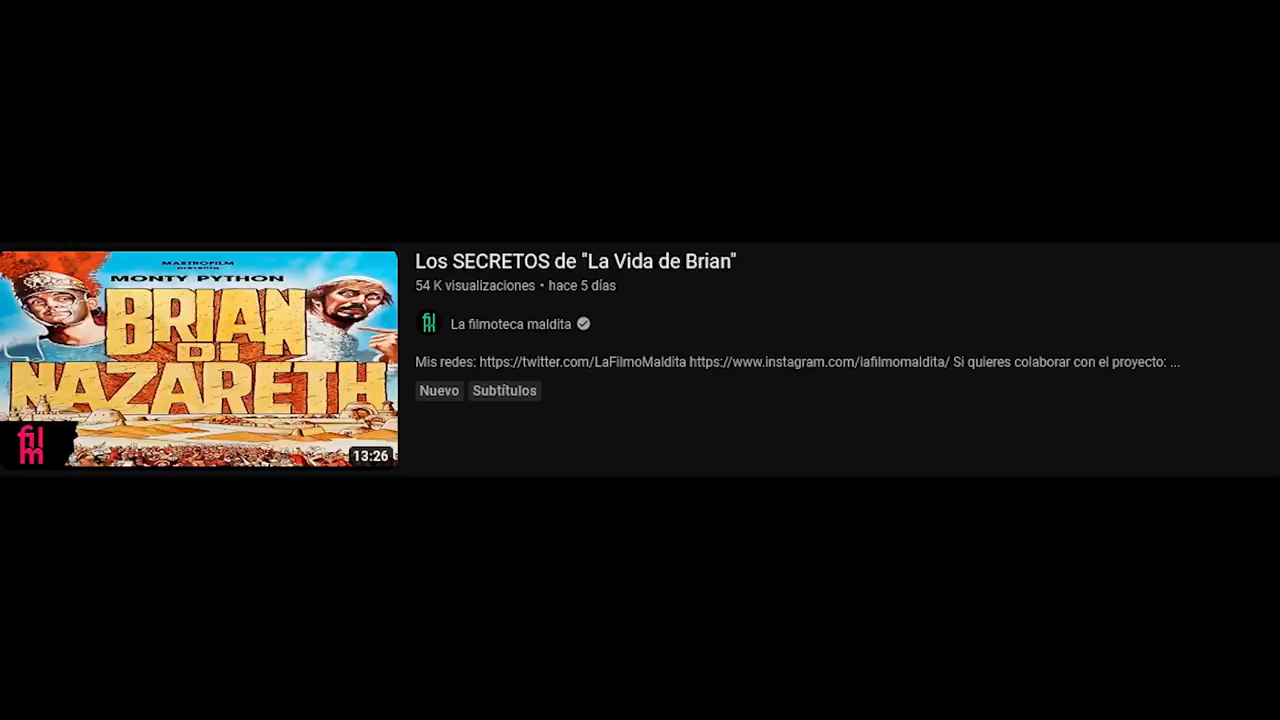 MASTROFILM
presenta
MONTY PYTHON
BRIAN
DI
NAZARETH
film
13:26
Los SECRETOS de "La Vida de Brian"
54 K visualizaciones • hace 5 días
film
La filmoteca maldita
Mis redes: https://twitter.com/LaFilmoMaldita https://www.instagram.com/lafilmomaldita/ Si quieres colaborar con el proyecto: ...
Nuevo Subtítulos